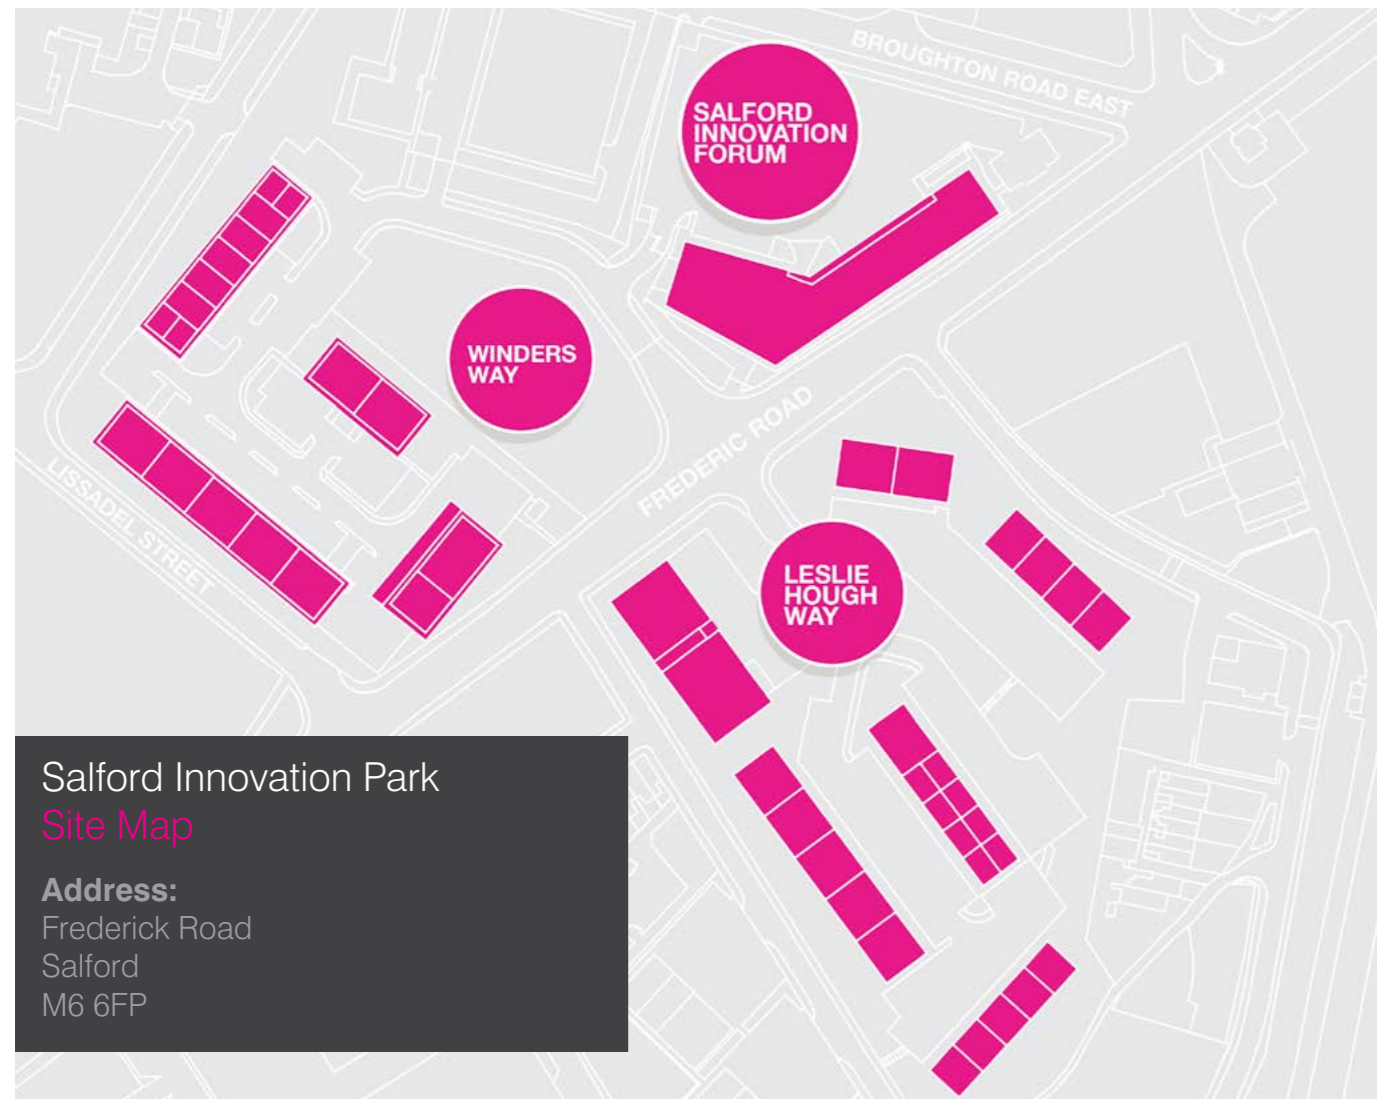 BROUGHTON ROAD EAST
SALFORD
INNOVATION
FORUM
WINDERS
WAY
FREDERIC ROAD
LISSADEL STREET
LESLIE
HOUGH
WAY
Salford Innovation Park
Site Map
Address:
Frederick Road
Salford
M6 6FP